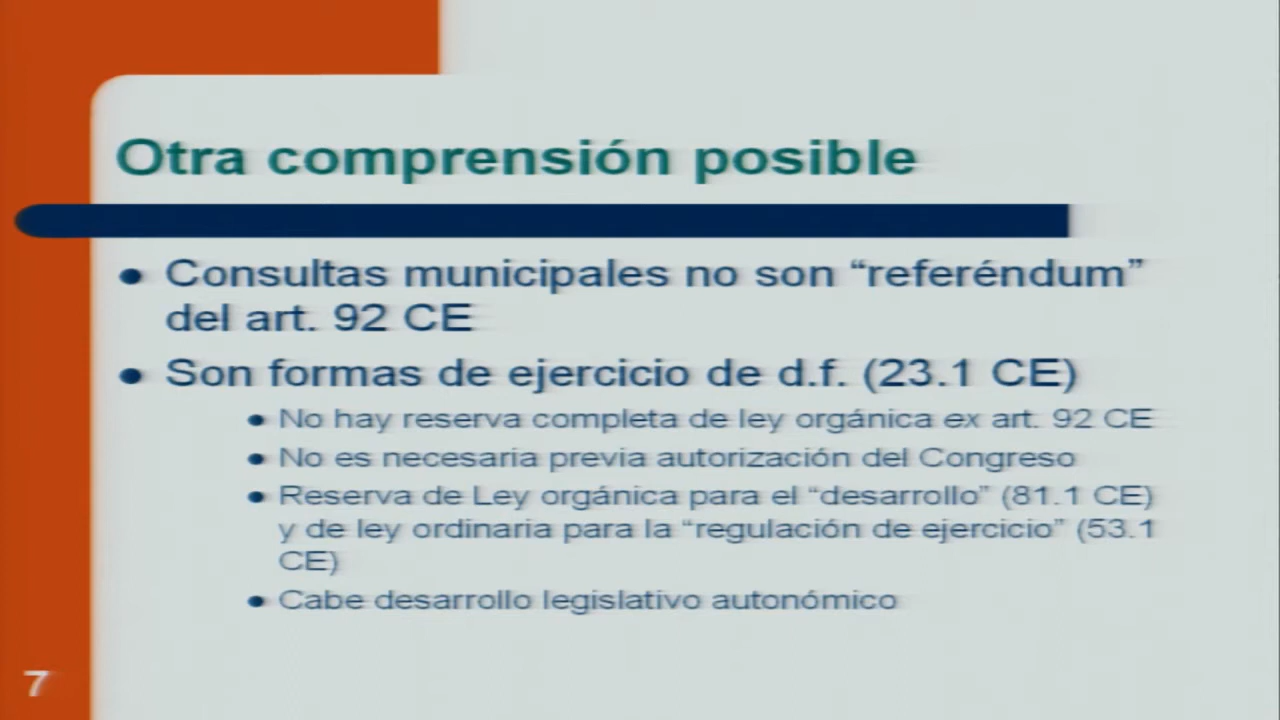 Otra comprensión posible
Consultas municipales no son “referéndum”
del art. 92 CE
Son formas de ejercicio de d.f. (23.1 CE)
No hay reserva completa de ley orgánica ex art. 92 CE
No es necesaria previa autorización del Congreso
Reserva de Ley orgánica para el “desarrollo” (81.1 CE)
y de ley ordinaria para la “regulación de ejercicio” (53.1
CE)
Cabe desarrollo legislativo autonómico
7